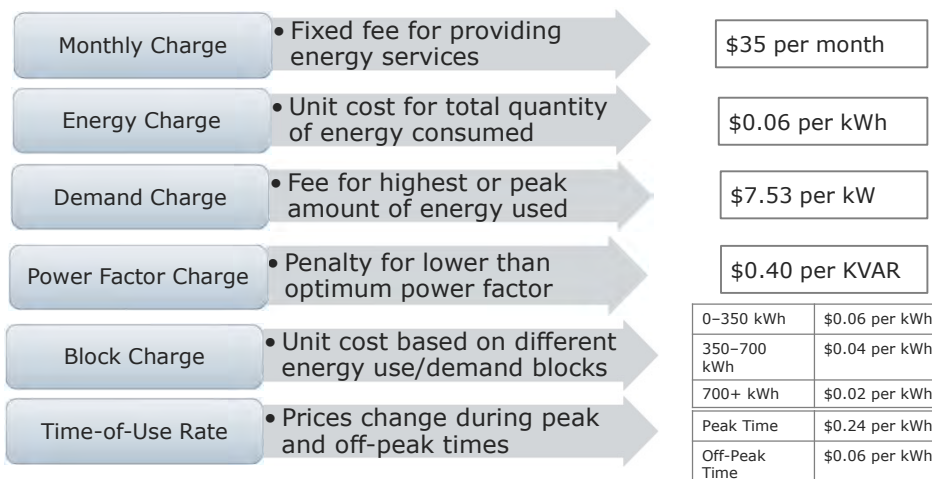 Monthly Charge
• Fixed fee for providing
energy services
$35 per month
Energy Charge
• Unit cost for total quantity
of energy consumed
$0.06 per kWh
Demand Charge
• Fee for highest or peak
amount of energy used
$7.53 per kW
Power Factor Charge
• Penalty for lower than
optimum power factor
$0.40 per KVAR
Block Charge
• Unit cost based on different
energy use/demand blocks
0–350 kWh $0.06 per kWh
350–700
kWh
$0.04 per kWh
700+ kWh $0.02 per kWh
Time-of-Use Rate
• Prices change during peak
and off-peak times
Peak Time $0.24 per kWh
Off-Peak
Time
$0.06 per kWh